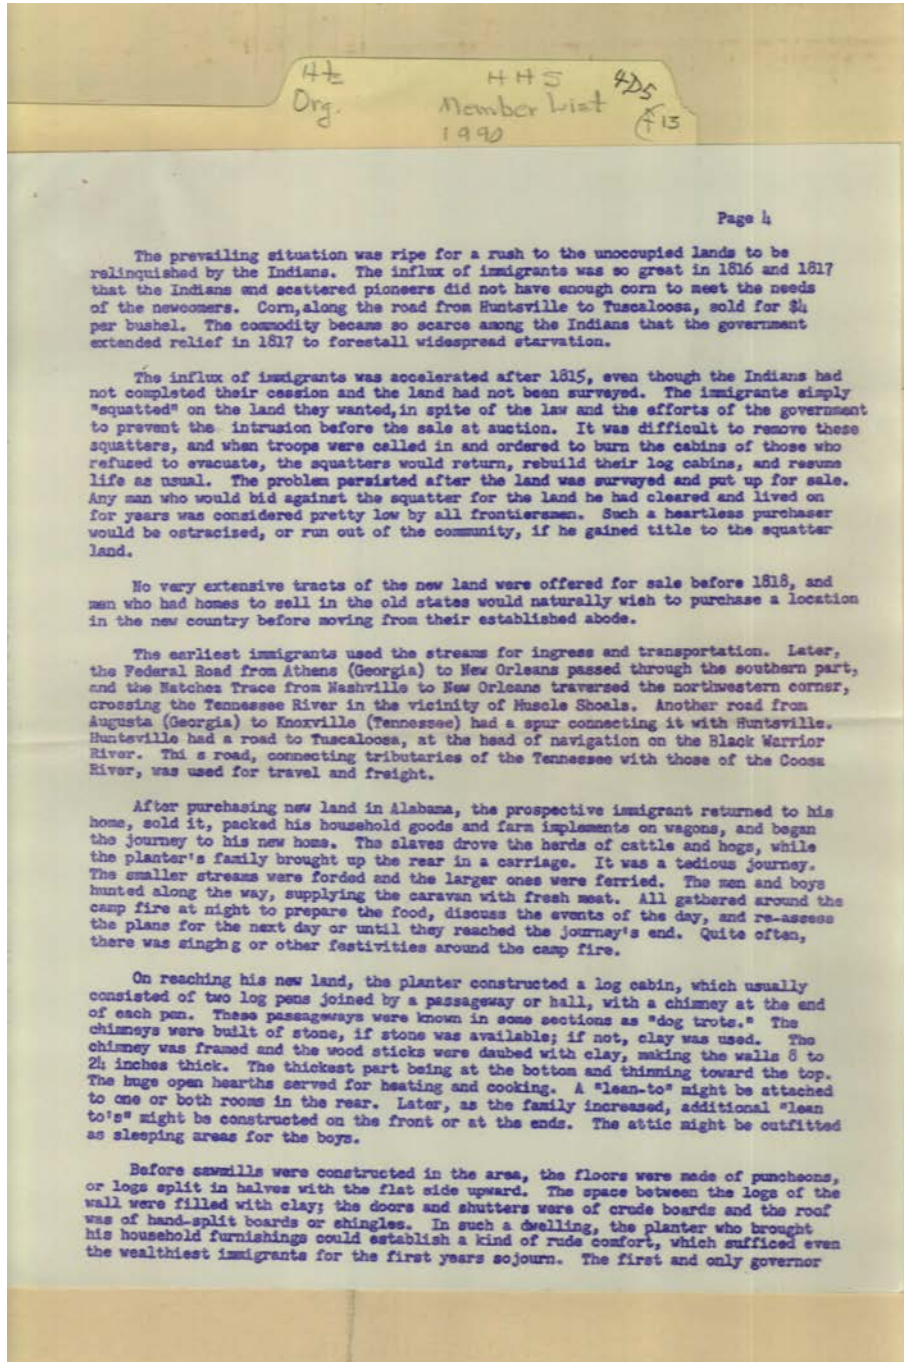 Hte
Org.
HHS
Member List
1990
4D5
F13
Page 4
The prevailing situation was ripe for a rush to the unoccupied lands to be
relinquished by the Indians. The influx of immigrants was so great in 1816 and 1817
that the Indians and scattered pioneers did not have enough corn to meet the needs
of the newcomers. Corn,along the road from Huntsville to Tuscaloosa, sold for $4
per bushel. The commodity became so scarce among the Indians that the government
extended relief in 1817 to forestall widespread starvation.
The influx of immigrants was accelerated after 1815, even though the Indians had
not completed their cession and the land had not been surveyed. The immigrants simply
"squatted" on the land they wanted,in spite of the law and the efforts of the government
to prevent the intrusion before the sale at auction. It was difficult to remove these
squatters, and when troops were called in and ordered to burn the cabins of those who
refused to evacuate, the squatters would return, rebuild their log cabins, and resume
life as usual. The problem persisted after the land was surveyed and put up for sale.
Any man who would bid against the squatter for the land he had cleared and lived on
for years was considered pretty low by all frontiersmen. Such a heartless purchaser
would be ostracised, or run out of the community, if he gained title to the squatter
land.
No very extensive tracts of the new land were offered for sale before 1818, and
men who had homes to sell in the old states would naturally wish to purchase a location
in the new country before moving from their established abode.
The earliest immigrants used the streams for ingress and transportation. Later,
the Federal Road from Athens (Georgia) to New Orleans passed through the southern part,
and the Natchez Trace from Nashville to New Orleans traversed the northwestern corner,
crossing the Tennessee River in the vicinity of Muscle Shoals. Another road from
Augusta (Georgia) to Knoxville (Tennessee) had a spur connecting it with Huntsville.
Huntsville had a road to Tuscaloosa, at the head of navigation on the Black Warrior
River. Thi s road, connecting tributaries of the Tennessee with those of the Coosa
River, was used for travel and freight.
After purchasing new land in Alabama, the prospective immigrant returned to his
home, sold it, packed his household goods and farm implements on wagons, and began
the journey to his new home. The slaves drove the herds of cattle and hogs, while
the planter's family brought up the rear in a carriage. It was a tedious journey.
The smaller streams were forded and the larger ones were ferried. The men and boys
hunted along the way, supplying the caravan with fresh meat. All gathered around the
camp fire at night to prepare the food, discuss the events of the day, and re-assess
the plans for the next day or until they reached the journey's end. Quite often,
there was singing or other festivities around the camp fire.
On reaching his new land, the planter constructed a log cabin, which usually
consisted of two log pens joined by a passageway or hall, with a chimney at the end
of each pen. These passageways were known in some sections as "dog trots." The
chimneys were built of stone, if stone was available; if not, clay was used. The
chimney was framed and the wood sticks were daubed with clay, making the walls 8 to
24 inches thick. The thickest part being at the bottom and thinning toward the top.
The huge open hearths served for heating and cooking. A "lean-to" might be attached
to one or both rooms in the rear. Later, as the family increased, additional "lean
to's" might be constructed on the front or at the ends. The attic might be outfitted
as sleeping areas for the boys.
Before sawmills were constructed in the area, the floors were made of puncheons,
or logs split in halves with the flat side upward. The space between the logs of the
wall were filled with clay; the doors and shutters were of crude boards and the roof
was of hand-split boards or shingles. In such a dwelling, the planter who brought
his household furnishings could establish a kind of rude comfort, which sufficed even
the wealthiest immigrants for the first years sojourn. The first and only governor